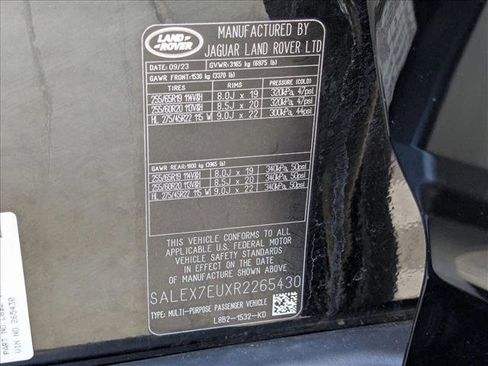 LAND ROVER
MANUFACTURED BY
JAGUAR LAND ROVER LTD
DATE: 09/23 GVWR:3165 kg (6975 lb)
GAWR FRONT:1530 kg (3370 lb)
TIRES RIMS PRESSURE (COLD)
255/65R19 114V&H 8.0J x 19 320kPa, 47psi
255/60R20 113V&H 8.5J x 20 320kPa, 47psi
HL 275/45R22 115 W 9.0J x 22 300kPa, 44psi
GAWR REAR:1800 kg (3965 lb)
255/65R19 114V&H 8.0J x 19 340kPa, 50psi
255/60R20 113V&H 8.5J x 20 340kPa, 50psi
HL 275/45R22 115 W 9.0J x 22 340kPa, 50psi
THIS VEHICLE CONFORMS TO ALL
APPLICABLE U.S. FEDERAL MOTOR
VEHICLE SAFETY STANDARDS
IN EFFECT ON THE DATE OF
MANUFACTURE SHOWN ABOVE
SALEX7EUXR2265430
TYPE: MULTI-PURPOSE PASSENGER VEHICLE
L8B2-1532-KD
PART NO.
VIN NO. 265430